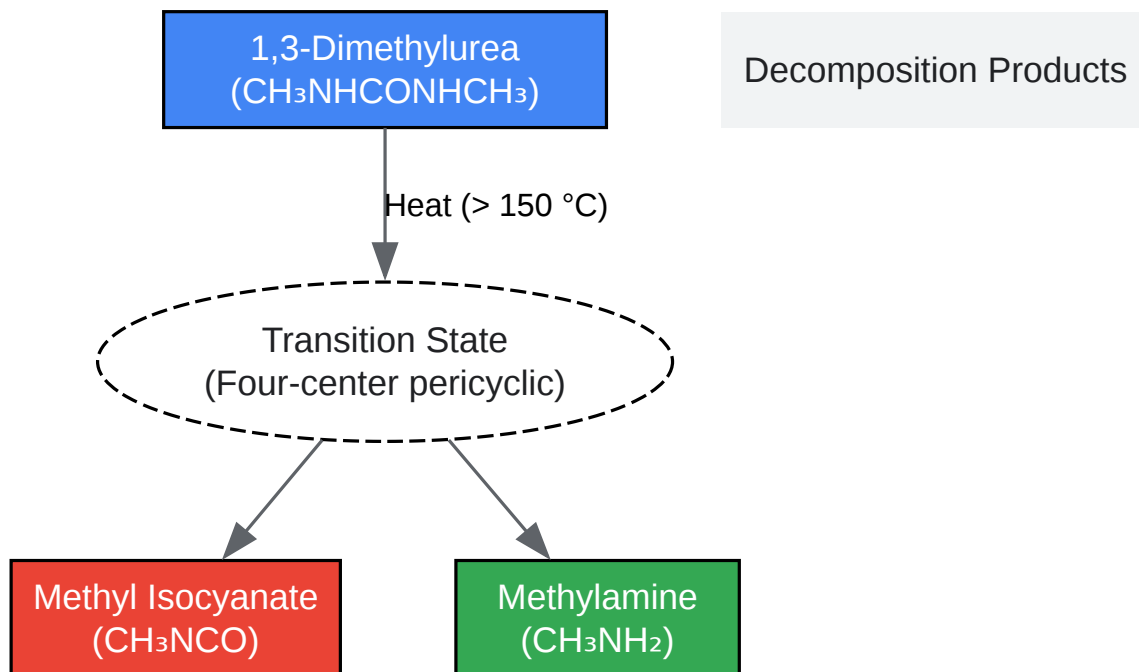 1,3-Dimethylurea
(CH₃NHCONHCH₃)
Decomposition Products
Heat (> 150 °C)
Transition State
(Four-center pericyclic)
Methyl Isocyanate
(CH₃NCO)
Methylamine
(CH₃NH₂)